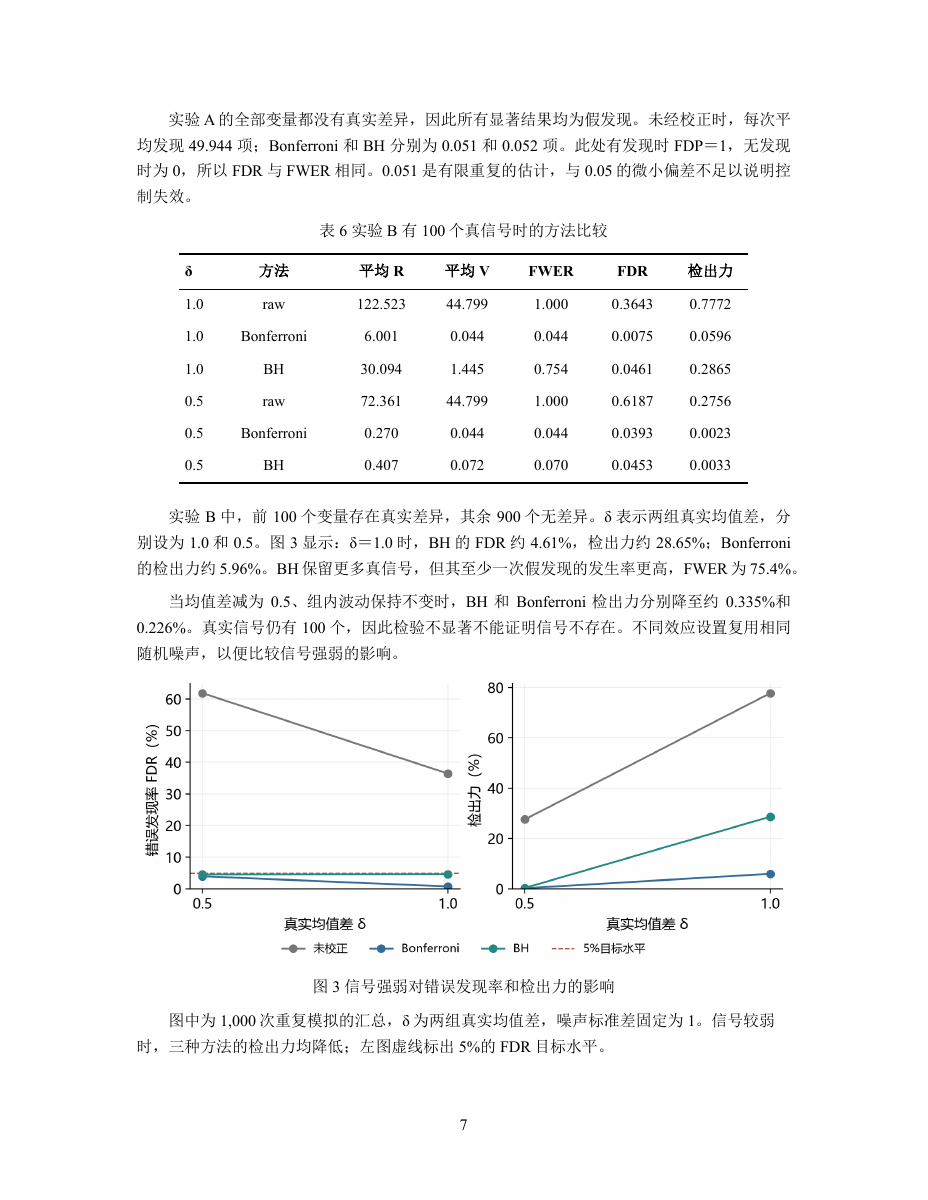 实验 A 的全部变量都没有真实差异，因此所有显著结果均为假发现。未经校正时，每次平
均发现 49.944 项；Bonferroni 和 BH 分别为 0.051 和 0.052 项。此处有发现时 FDP＝1，无发现
时为 0，所以 FDR 与 FWER 相同。0.051 是有限重复的估计，与 0.05 的微小偏差不足以说明控
制失效。
表 6 实验 B 有 100 个真信号时的方法比较
δ 方法 平均 R 平均 V FWER FDR 检出力
1.0 raw 122.523 44.799 1.000 0.3643 0.7772
1.0 Bonferroni 6.001 0.044 0.044 0.0075 0.0596
1.0 BH 30.094 1.445 0.754 0.0461 0.2865
0.5 raw 72.361 44.799 1.000 0.6187 0.2756
0.5 Bonferroni 0.270 0.044 0.044 0.0393 0.0023
0.5 BH 0.407 0.072 0.070 0.0453 0.0033
实验 B 中，前 100 个变量存在真实差异，其余 900 个无差异。δ 表示两组真实均值差，分
别设为 1.0 和 0.5。图 3 显示：δ＝1.0 时，BH 的 FDR 约 4.61%，检出力约 28.65%；Bonferroni
的检出力约 5.96%。BH 保留更多真信号，但其至少一次假发现的发生率更高，FWER 为 75.4%。
当均值差减为 0.5、组内波动保持不变时，BH 和 Bonferroni 检出力分别降至约 0.335%和
0.226%。真实信号仍有 100 个，因此检验不显著不能证明信号不存在。不同效应设置复用相同
随机噪声，以便比较信号强弱的影响。
错误发现率 FDR（%）
60
50
40
30
20
10
0
0.5 1.0
真实均值差 δ
检出力（%）
80
60
40
20
0
0.5 1.0
真实均值差 δ
未校正 Bonferroni BH 5%目标水平
图 3 信号强弱对错误发现率和检出力的影响
图中为 1,000 次重复模拟的汇总，δ 为两组真实均值差，噪声标准差固定为 1。信号较弱
时，三种方法的检出力均降低；左图虚线标出 5%的 FDR 目标水平。
7